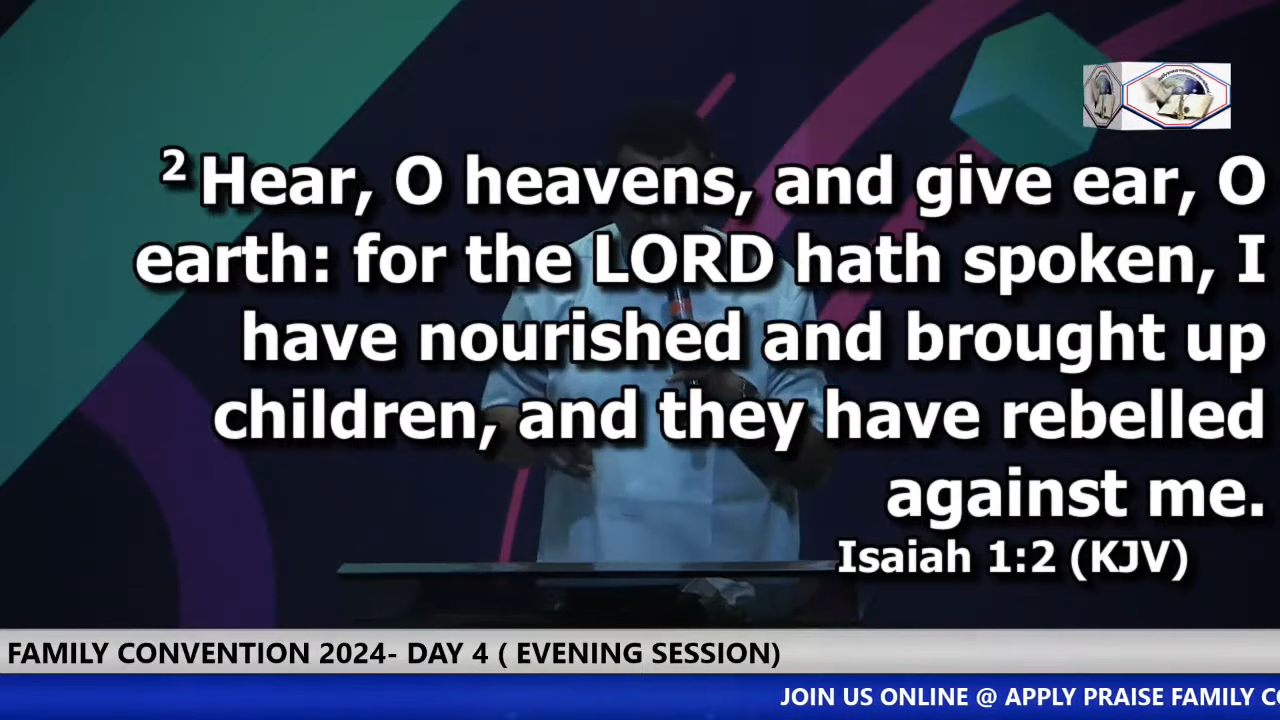 2 Hear, O heavens, and give ear, O
earth: for the LORD hath spoken, I
have nourished and brought up
children, and they have rebelled
against me.
Isaiah 1:2 (KJV)
FAMILY CONVENTION 2024- DAY 4 ( EVENING SESSION)
JOIN US ONLINE @ APPLY PRAISE FAMILY